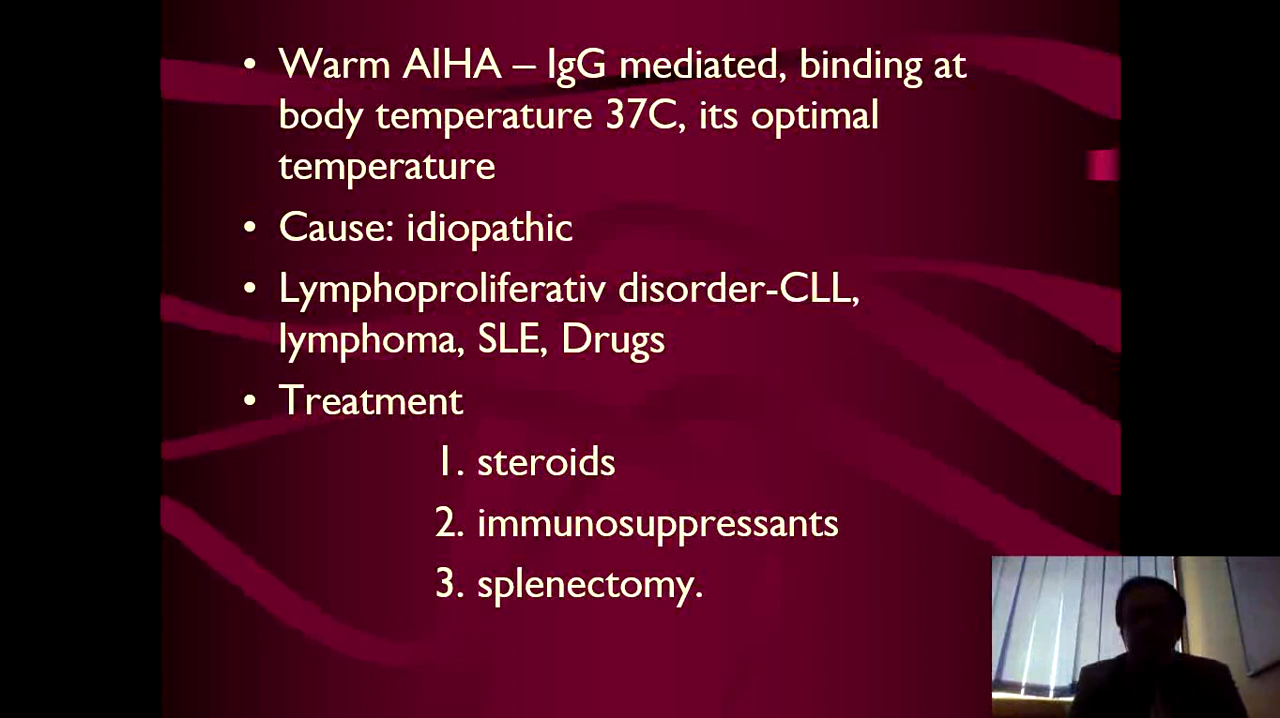 • Warm AIHA – IgG mediated, binding at
body temperature 37C, its optimal
temperature
• Cause: idiopathic
• Lymphoproliferativ disorder-CLL,
lymphoma, SLE, Drugs
• Treatment
1. steroids
2. immunosuppressants
3. splenectomy.